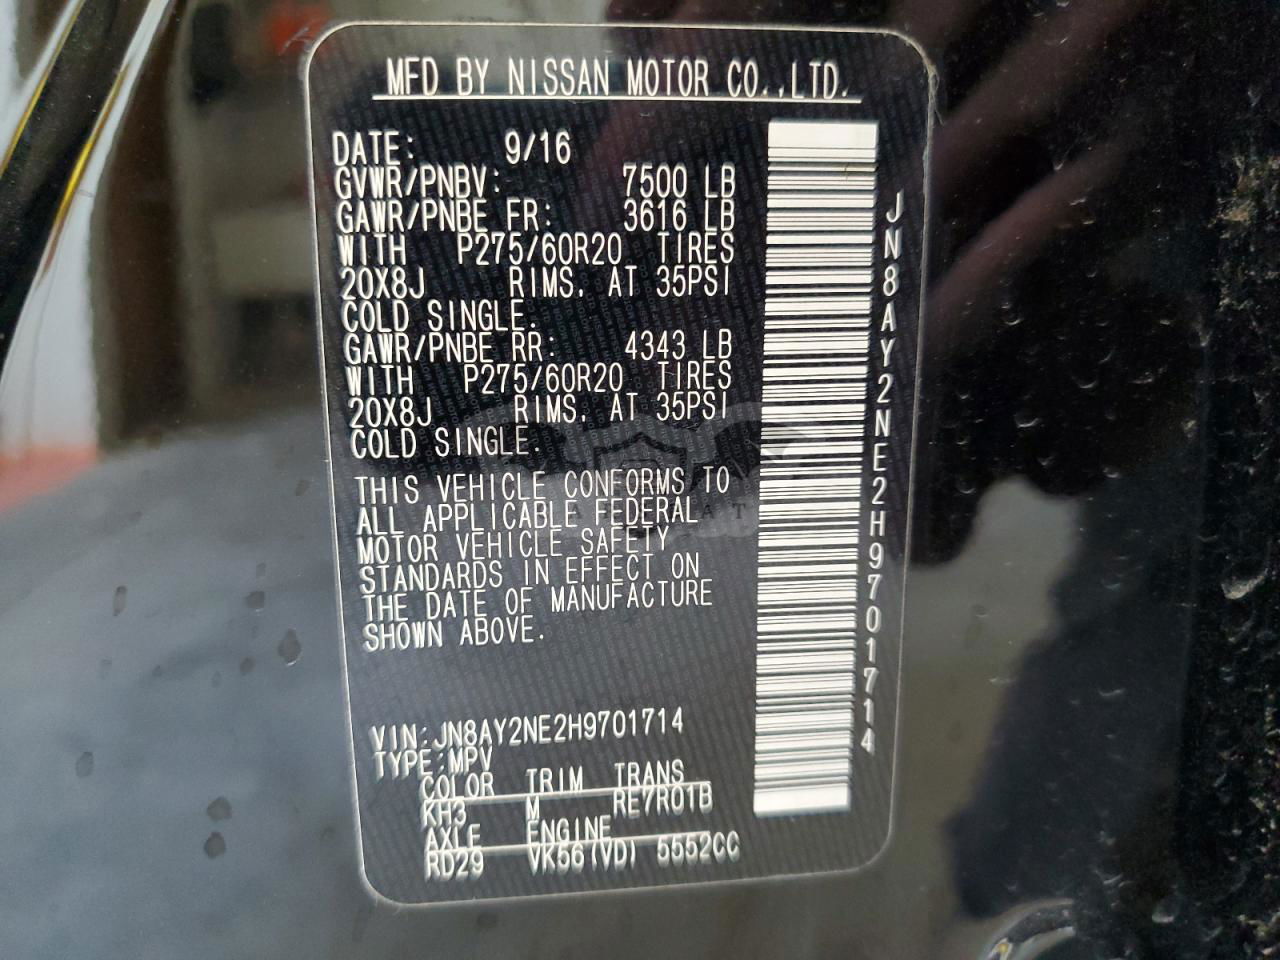 MFD BY NISSAN MOTOR CO.,LTD.
DATE: 9/16
GVWR/PNBV: 7500 LB
GAWR/PNBE FR: 3616 LB
WITH P275/60R20 TIRES
20X8J RIMS, AT 35PSI
COLD SINGLE.
GAWR/PNBE RR: 4343 LB
WITH P275/60R20 TIRES
20X8J RIMS, AT 35PSI
COLD SINGLE.
THIS VEHICLE CONFORMS TO
ALL APPLICABLE FEDERAL
MOTOR VEHICLE SAFETY
STANDARDS IN EFFECT ON
THE DATE OF MANUFACTURE
SHOWN ABOVE.
VIN:JN8AY2NE2H9701714
TYPE:MPV
COLOR TRIM TRANS
KH3 M RE7R01B
AXLE ENGINE
RD29 VK56(VD) 5552CC
JN8AY2NE2H9701714